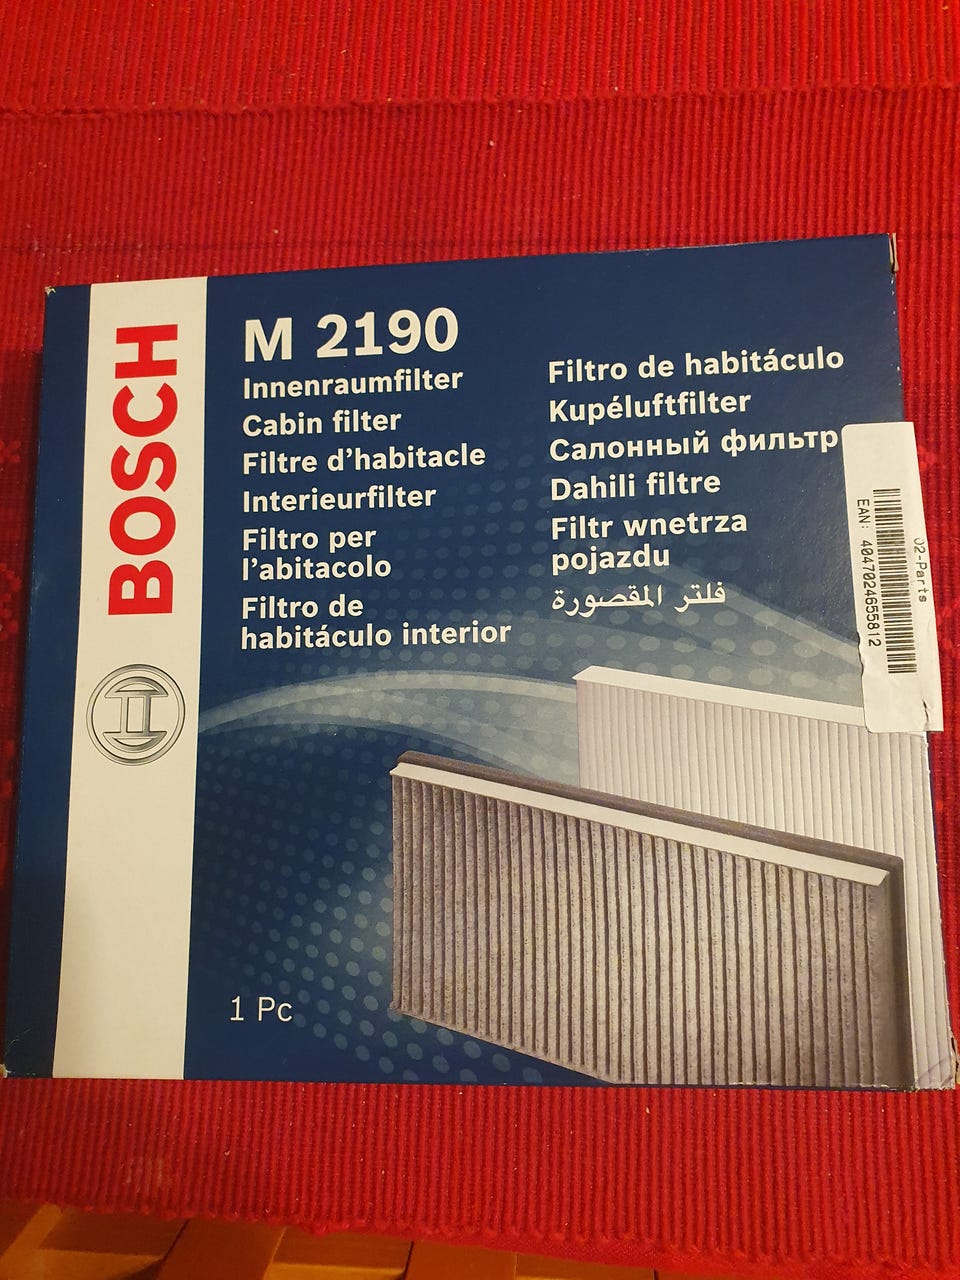 BOSCH
M 2190
Innenraumfilter
Cabin filter
Filtre d'habitacle
Interieurfilter
Filtro per
l'abitacolo
Filtro de
habitáculo interior
Filtro de habitáculo
Kupéluftfilter
Салонный фильтр
Dahili filtre
Filtr wnetrza
pojazdu
فلتر المقصورة
02-Parts
EAN: 4047024655812
1 Pc